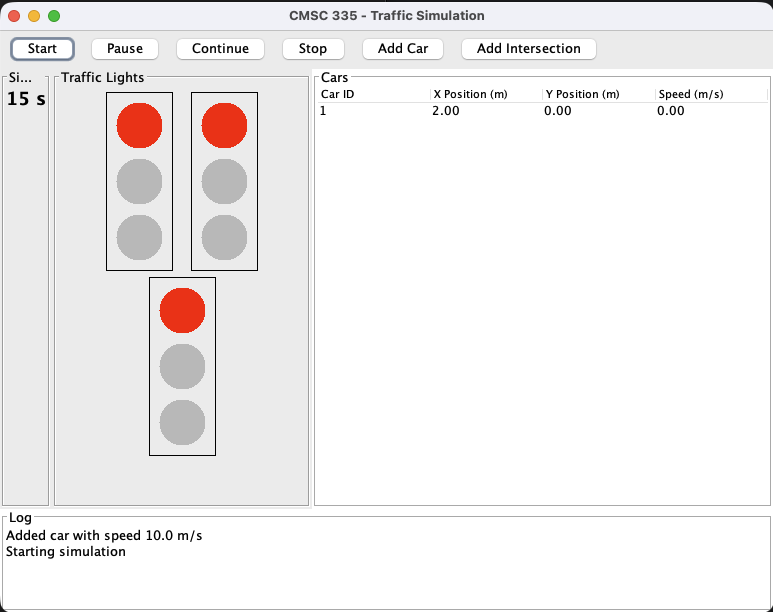 CMSC 335 - Traffic Simulation
Start Pause Continue Stop Add Car Add Intersection
Si... Traffic Lights Cars
15 s
Car ID X Position (m) Y Position (m) Speed (m/s)
1 2.00 0.00 0.00
Log
Added car with speed 10.0 m/s
Starting simulation